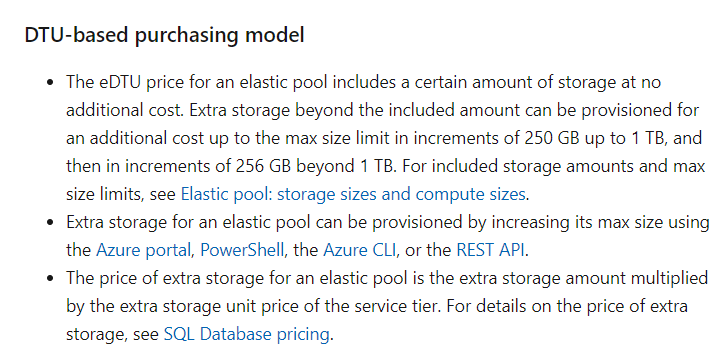 DTU-based purchasing model
• The eDTU price for an elastic pool includes a certain amount of storage at no
additional cost. Extra storage beyond the included amount can be provisioned for
an additional cost up to the max size limit in increments of 250 GB up to 1 TB, and
then in increments of 256 GB beyond 1 TB. For included storage amounts and max
size limits, see Elastic pool: storage sizes and compute sizes.
• Extra storage for an elastic pool can be provisioned by increasing its max size using
the Azure portal, PowerShell, the Azure CLI, or the REST API.
• The price of extra storage for an elastic pool is the extra storage amount multiplied
by the extra storage unit price of the service tier. For details on the price of extra
storage, see SQL Database pricing.